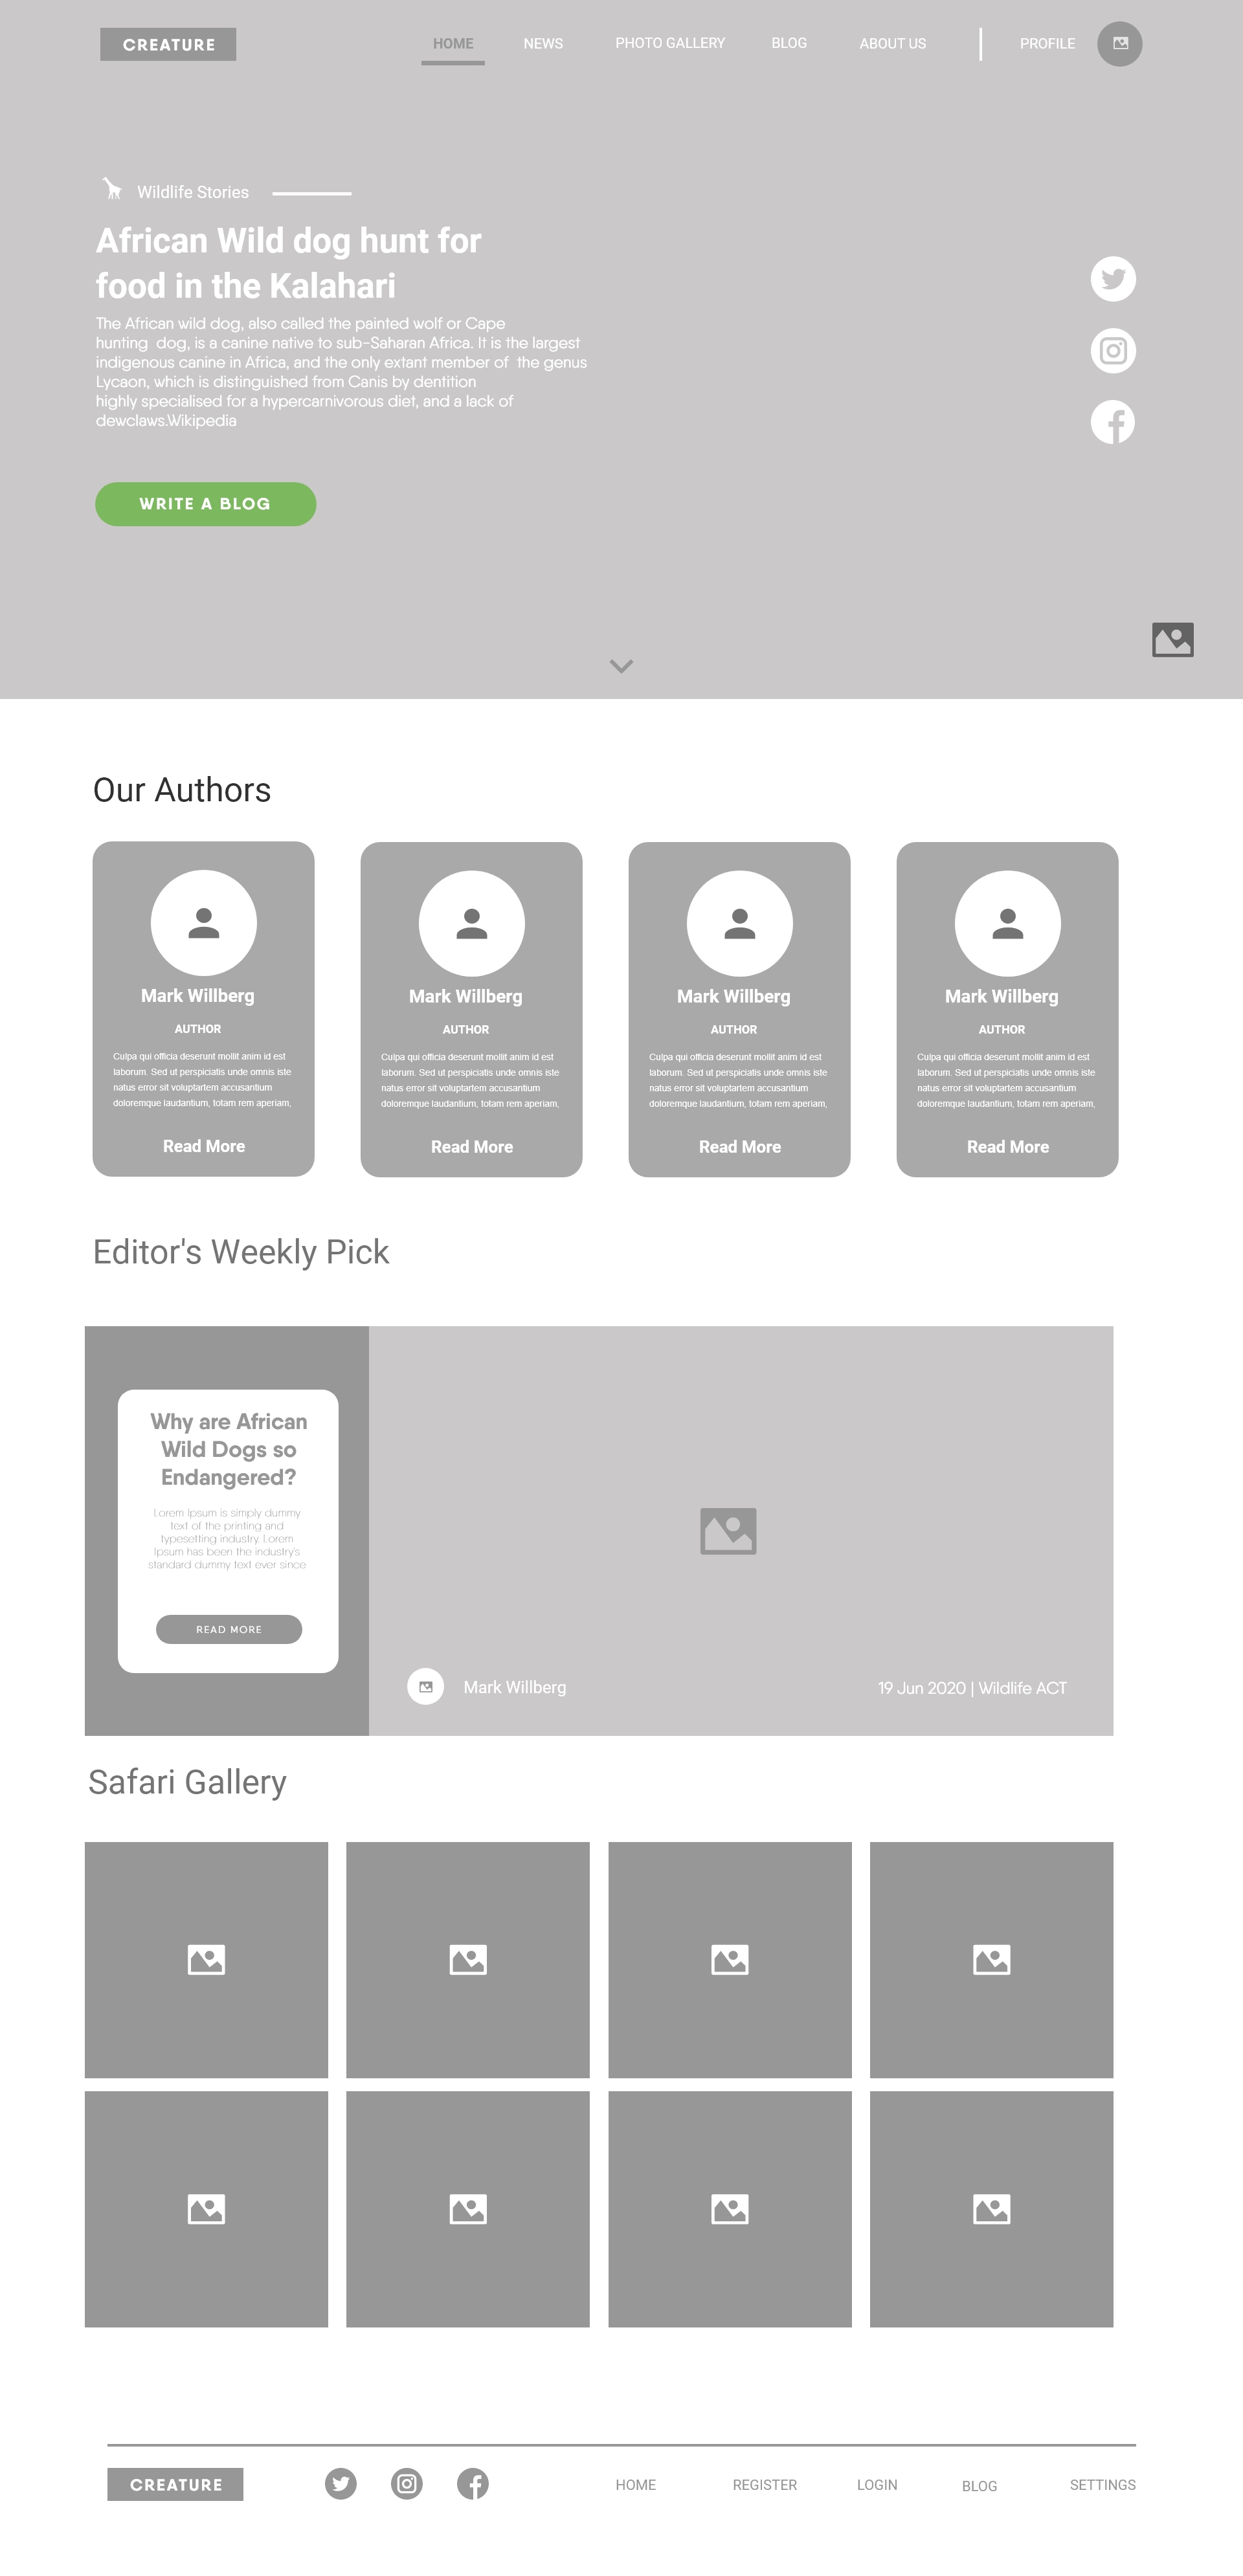 CREATURE
HOME
NEWS
PHOTO GALLERY
BLOG
ABOUT US
PROFILE
Wildlife Stories
African Wild dog hunt for
food in the Kalahari
The African wild dog, also called the painted wolf or Cape
hunting dog, is a canine native to sub-Saharan Africa. It is the largest
indigenous canine in Africa, and the only extant member of the genus
Lycaon, which is distinguished from Canis by dentition
highly specialised for a hypercarnivorous diet, and a lack of
dewclaws.Wikipedia
WRITE A BLOG
Our Authors
Mark Willberg
AUTHOR
Culpa qui officia deserunt mollit anim id est
laborum. Sed ut perspiciatis unde omnis iste
natus error sit voluptartem accusantium
doloremque laudantium, totam rem aperiam,
Read More
Mark Willberg
AUTHOR
Culpa qui officia deserunt mollit anim id est
laborum. Sed ut perspiciatis unde omnis iste
natus error sit voluptartem accusantium
doloremque laudantium, totam rem aperiam,
Read More
Mark Willberg
AUTHOR
Culpa qui officia deserunt mollit anim id est
laborum. Sed ut perspiciatis unde omnis iste
natus error sit voluptartem accusantium
doloremque laudantium, totam rem aperiam,
Read More
Mark Willberg
AUTHOR
Culpa qui officia deserunt mollit anim id est
laborum. Sed ut perspiciatis unde omnis iste
natus error sit voluptartem accusantium
doloremque laudantium, totam rem aperiam,
Read More
Editor's Weekly Pick
Why are African
Wild Dogs so
Endangered?
Lorem Ipsum is simply dummy
text of the printing and
typesetting industry. Lorem
Ipsum has been the industry's
standard dummy text ever since
READ MORE
Mark Willberg
19 Jun 2020 | Wildlife ACT
Safari Gallery
CREATURE
HOME
REGISTER
LOGIN
BLOG
SETTINGS